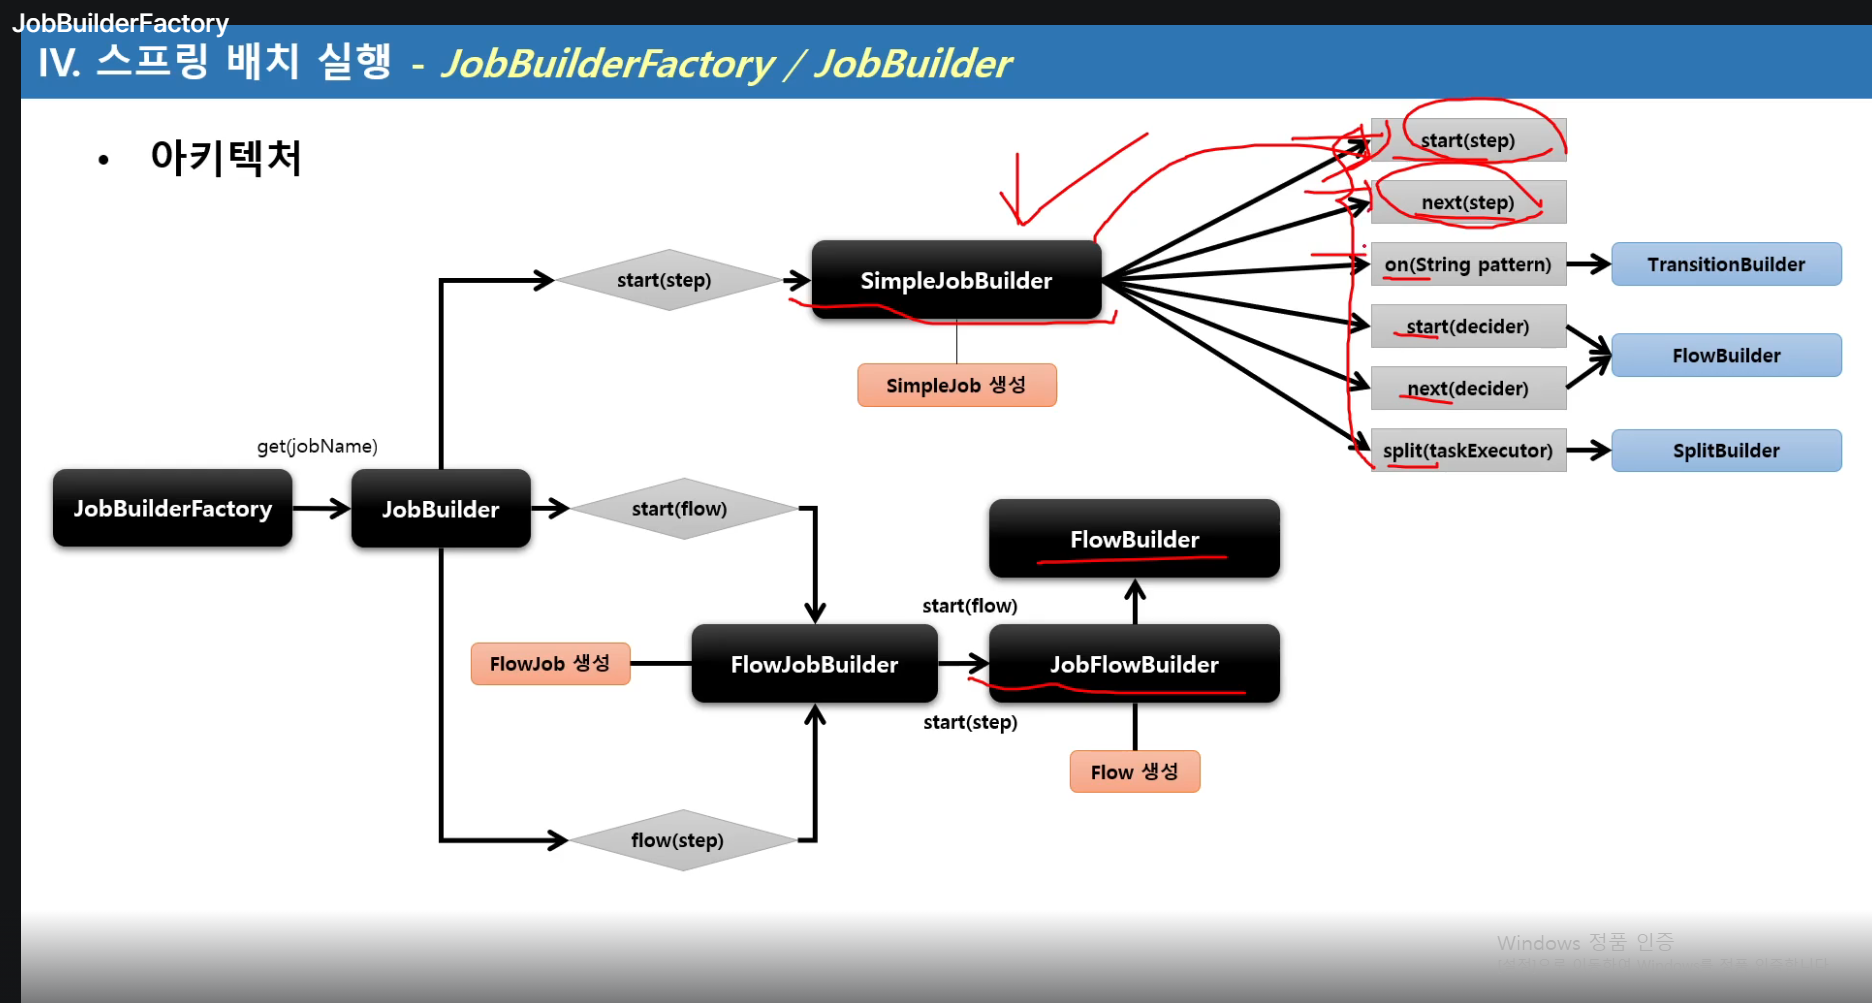 JobBuilderFactory
IV. 스프링 배치 실행 - JobBuilderFactory / JobBuilder
• 아키텍처
start(step)
next(step)
on(String pattern)
TransitionBuilder
start(decider)
FlowBuilder
next(decider)
split(taskExecutor)
SplitBuilder
start(step)
SimpleJobBuilder
SimpleJob 생성
get(jobName)
JobBuilderFactory
JobBuilder
start(flow)
FlowBuilder
start(flow)
FlowJob 생성
FlowJobBuilder
JobFlowBuilder
start(step)
Flow 생성
flow(step)
Windows 정품 인증